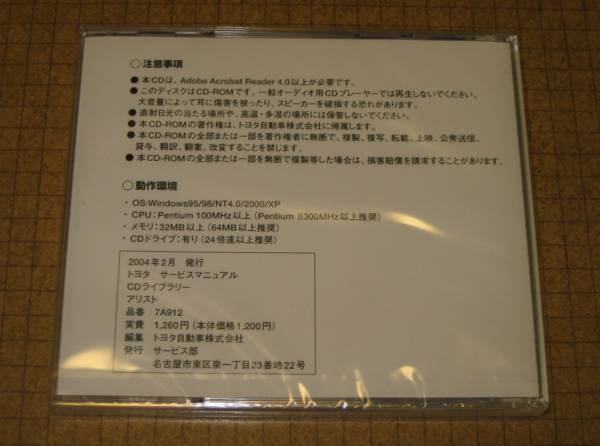 ○注意事項
●本CDは、Adobe Acrobat Reader 4.0以上が必要です。
●このディスクはCD-ROMです。一般オーディオ用CDプレーヤーでは再生しないでください。
大音量によって耳に傷害を被ったり、スピーカーを破損する恐れがあります。
●直射日光の当たる場所や、高温・多湿の場所には保管しないでください。
●本CD-ROMの著作権は、トヨタ自動車株式会社に帰属します。
●本CD-ROMの全部または一部を著作権者に無断で、複製、複写、転載、上映、公衆送信、
貸与、翻訳、翻案、改変することを禁じます。
●本CD-ROMの全部または一部を無断で複製等した場合は、損害賠償を請求することがあります。
○動作環境
・OS:Windows95/98/NT4.0/2000/XP
・CPU:Pentium 100MHz以上(Pentium II300MHz以上推奨)
・メモリ:32MB以上(64MB以上推奨)
・CDドライブ:有り(24倍速以上推奨)
2004年2月 発行
トヨタ サービスマニュアル
CDライブラリー
アリスト
品番 7A912
実費 1,260円(本体価格1,200円)
編集 トヨタ自動車株式会社
発行 サービス部
名古屋市東区泉一丁目23番地22号